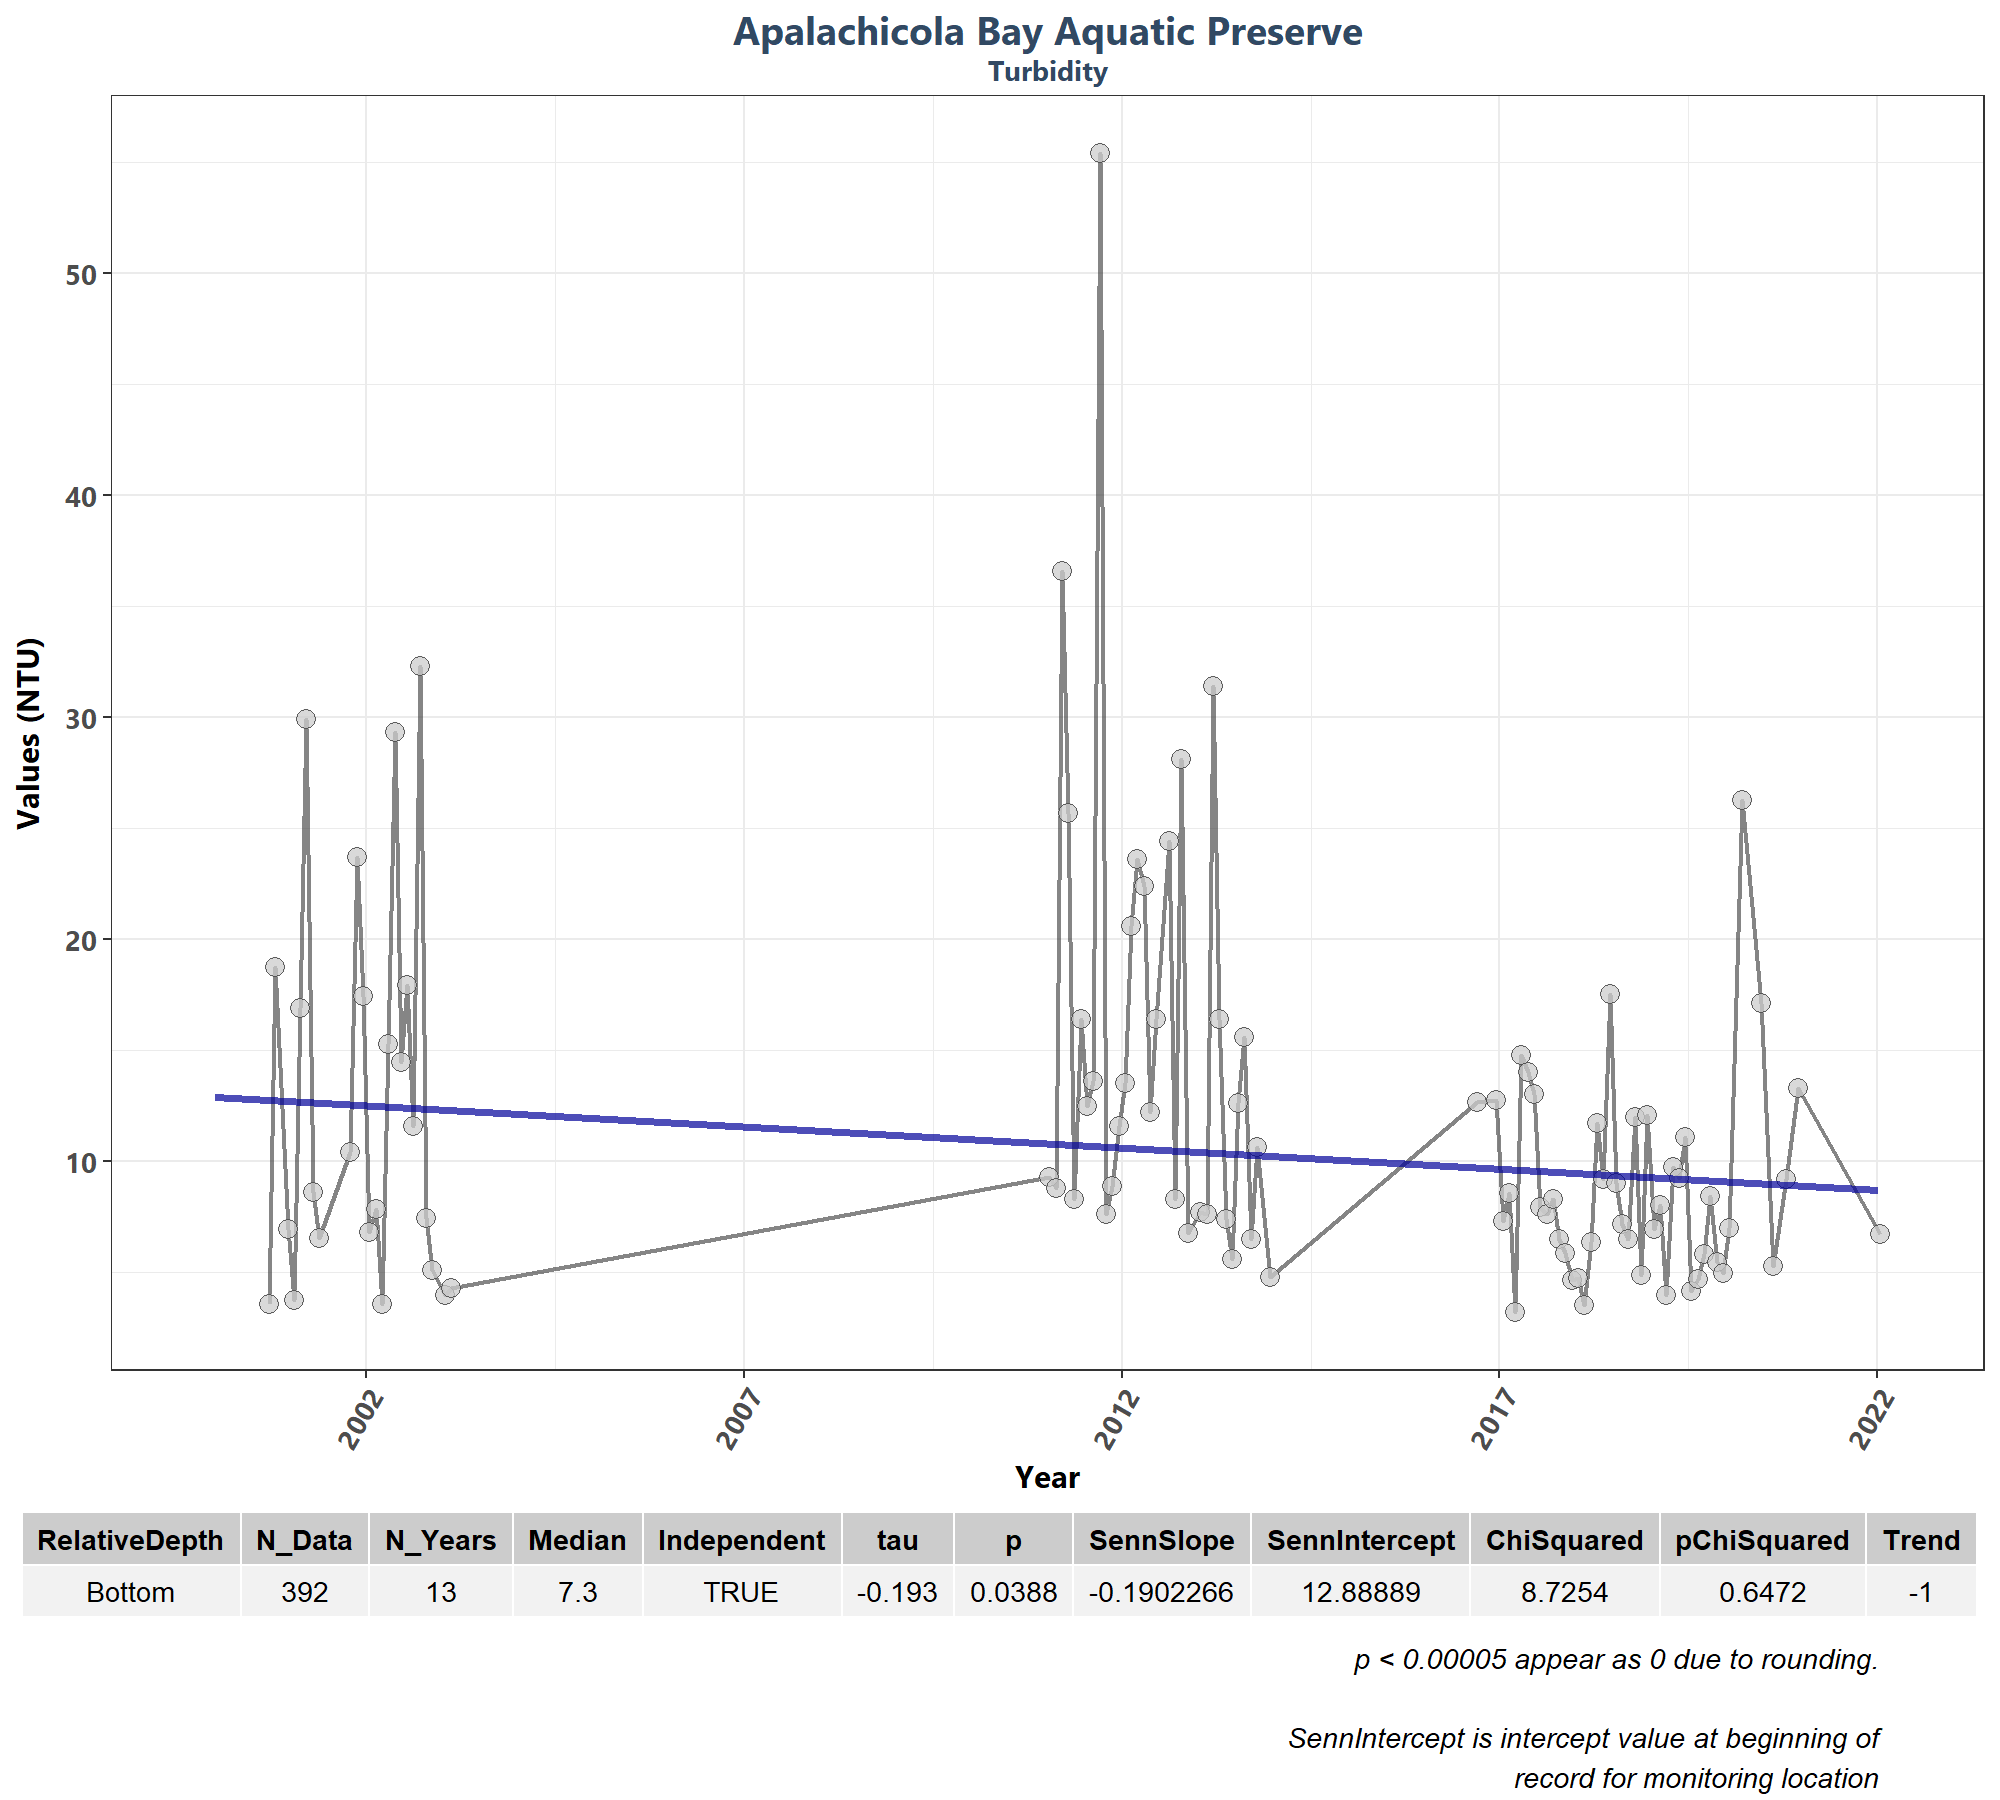 Apalachicola Bay Aquatic Preserve
Turbidity
Values (NTU)
50
40
30
20
10
2002 2007 2012 2017 2022
Year
RelativeDepth N_Data N_Years Median Independent tau p SennSlope SennIntercept ChiSquared pChiSquared Trend
Bottom 392 13 7.3 TRUE -0.193 0.0388 -0.1902266 12.88889 8.7254 0.6472 -1
p < 0.00005 appear as 0 due to rounding.
SennIntercept is intercept value at beginning of
record for monitoring location